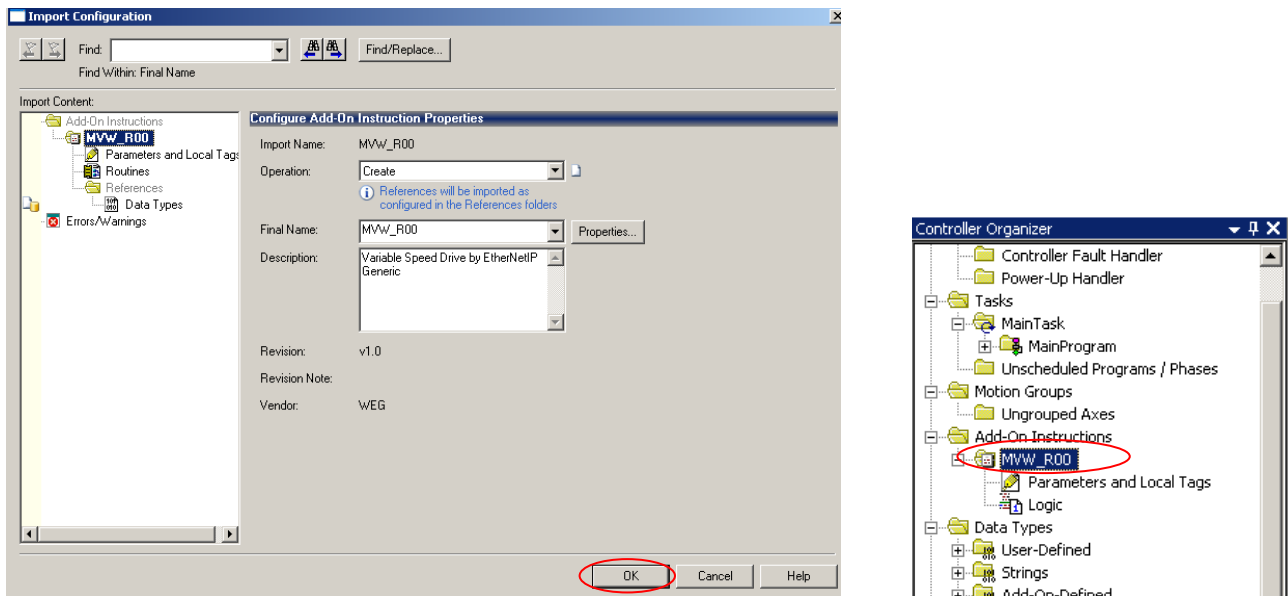 Import Configuration
Find:
Find/Replace...
Find Within: Final Name
Import Content:
Add-On Instructions
MVW_R00
Parameters and Local Tags
Routines
References
Data Types
Errors/Warnings
Configure Add-On Instruction Properties
Import Name: MVW_R00
Operation: Create
References will be imported as
configured in the References folders
Final Name: MVW_R00 Properties...
Description: Variable Speed Drive by EtherNetIP
Generic
Revision: v1.0
Revision Note:
Vendor: WEG
OK Cancel Help
Controller Organizer
Controller Fault Handler
Power-Up Handler
Tasks
MainTask
MainProgram
Unscheduled Programs / Phases
Motion Groups
Ungrouped Axes
Add-On Instructions
MVW_R00
Parameters and Local Tags
Logic
Data Types
User-Defined
Strings
Add-On-Defined